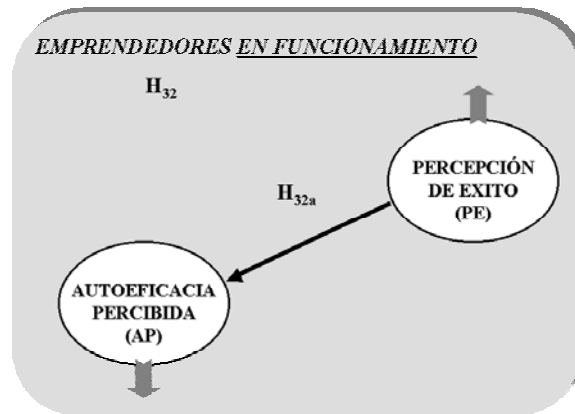 EMPRENDEDORES EN FUNCIONAMIENTO
H32
PERCEPCIÓN
DE EXITO
(PE)
H32a
AUTOEFICACIA
PERCIBIDA
(AP)